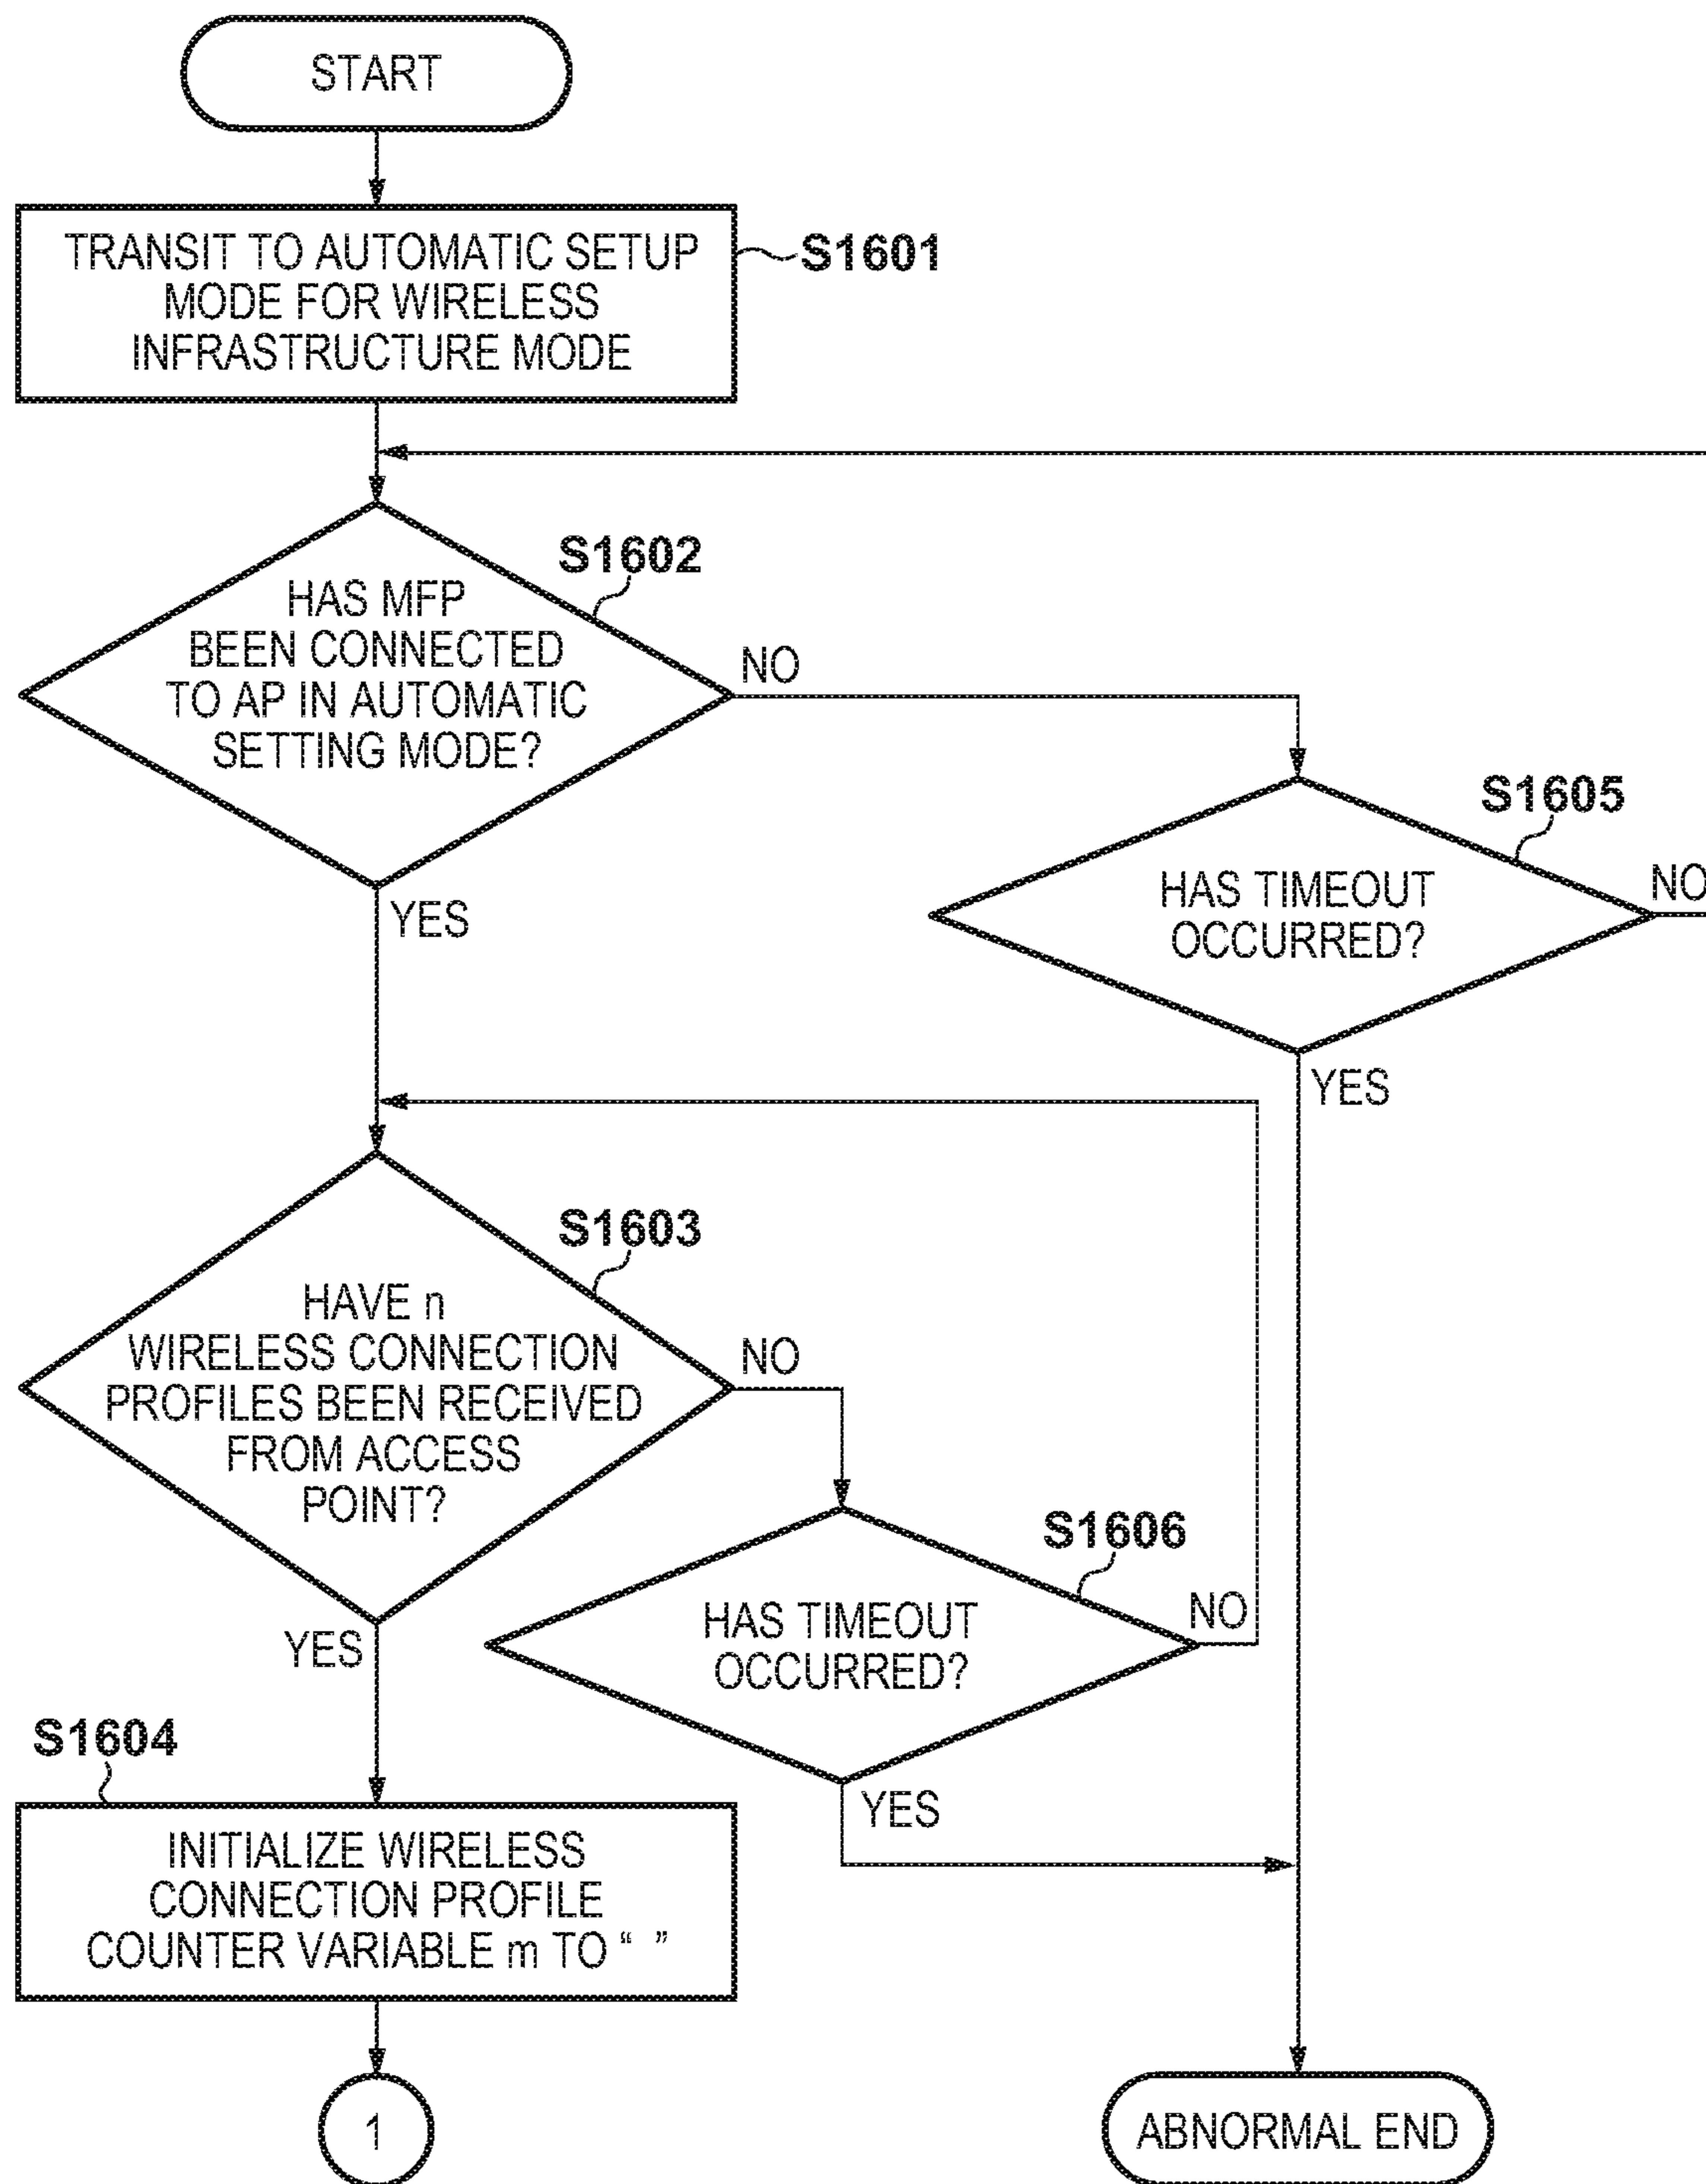 START
TRANSIT TO AUTOMATIC SETUP
MODE FOR WIRELESS
INFRASTRUCTURE MODE
S1601
S1602
HAS MFP
BEEN CONNECTED
TO AP IN AUTOMATIC
SETTING MODE?
NO
YES
S1605
HAS TIMEOUT
OCCURRED?
NO
YES
S1603
HAVE n
WIRELESS CONNECTION
PROFILES BEEN RECEIVED
FROM ACCESS
POINT?
NO
YES
S1606
HAS TIMEOUT
OCCURRED?
NO
YES
S1604
INITIALIZE WIRELESS
CONNECTION PROFILE
COUNTER VARIABLE m TO “ ”
1
ABNORMAL END